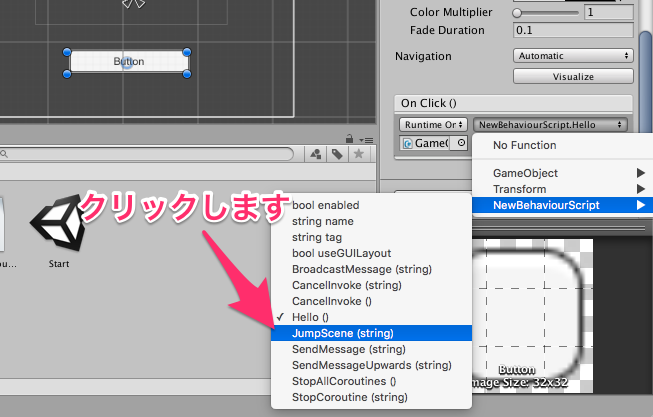 Color Multiplier
1
Fade Duration
0.1
Navigation
Automatic
Visualize
Button
On Click ()
Runtime Or
NewBehaviourScript.Hello
GameO
No Function
GameObject
Transform
NewBehaviourScript
クリックします
Start
bool enabled
string name
string tag
bool useGUILayout
BroadcastMessage (string)
CancelInvoke (string)
CancelInvoke ()
✓ Hello ()
JumpScene (string)
SendMessage (string)
SendMessageUpwards (string)
StopAllCoroutines ()
StopCoroutine (string)
Button
mage Size: 32x32